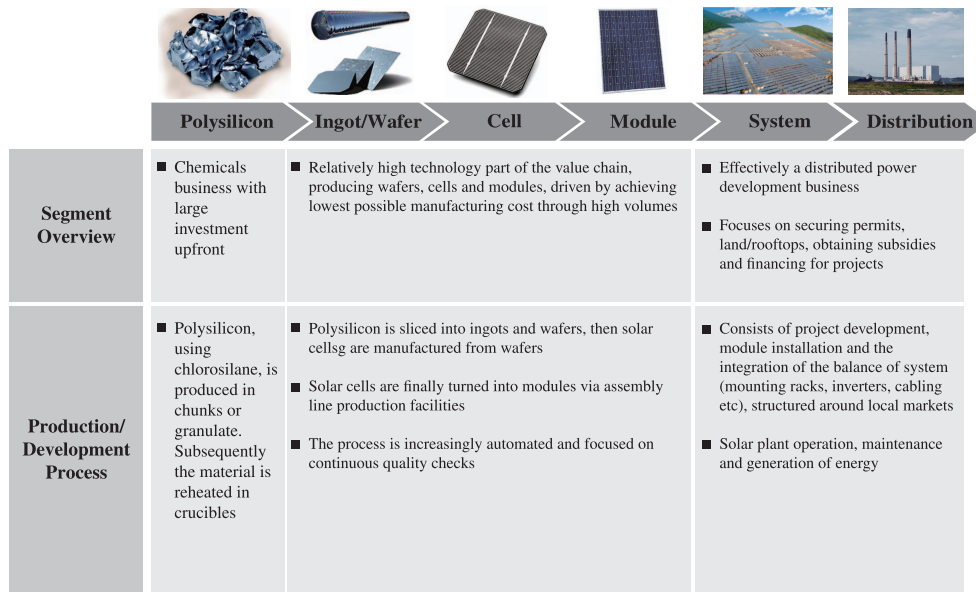 Polysilicon
Ingot/Wafer
Cell
Module
System
Distribution
Segment
Overview
■ Chemicals
business with
large
investment
upfront
■ Relatively high technology part of the value chain,
producing wafers, cells and modules, driven by achieving
lowest possible manufacturing cost through high volumes
■ Effectively a distributed power
development business
■ Focuses on securing permits,
land/rooftops, obtaining subsidies
and financing for projects
Production/
Development
Process
■ Polysilicon,
using
chlorosilane, is
produced in
chunks or
granulate.
Subsequently
the material is
reheated in
crucibles
■ Polysilicon is sliced into ingots and wafers, then solar
cellsg are manufactured from wafers
■ Solar cells are finally turned into modules via assembly
line production facilities
■ The process is increasingly automated and focused on
continuous quality checks
■ Consists of project development,
module installation and the
integration of the balance of system
(mounting racks, inverters, cabling
etc), structured around local markets
■ Solar plant operation, maintenance
and generation of energy